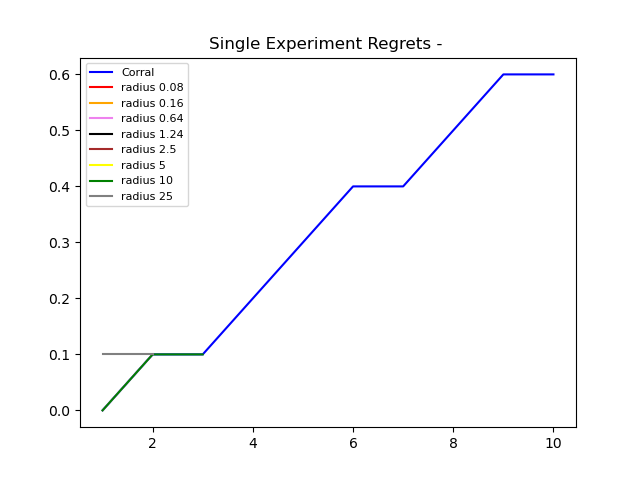 Single Experiment Regrets -
Corral
radius 0.08
radius 0.16
radius 0.64
radius 1.24
radius 2.5
radius 5
radius 10
radius 25
0.6
0.5
0.4
0.3
0.2
0.1
0.0
2 4 6 8 10